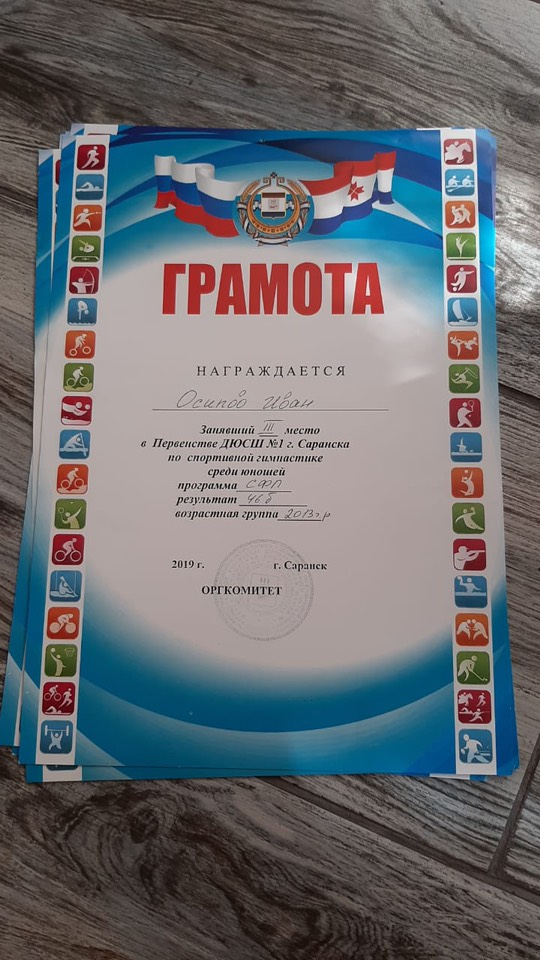 ГРАМОТА
НАГРАЖДАЕТСЯ
Осипов Иван
Занявший III место
в Первенстве ДЮСШ №1 г. Саранска
по спортивной гимнастике
среди юношей
программа СФП
результат 46.б
возрастная группа 2013 г.р
2019 г. г. Саранск
ОРГКОМИТЕТ